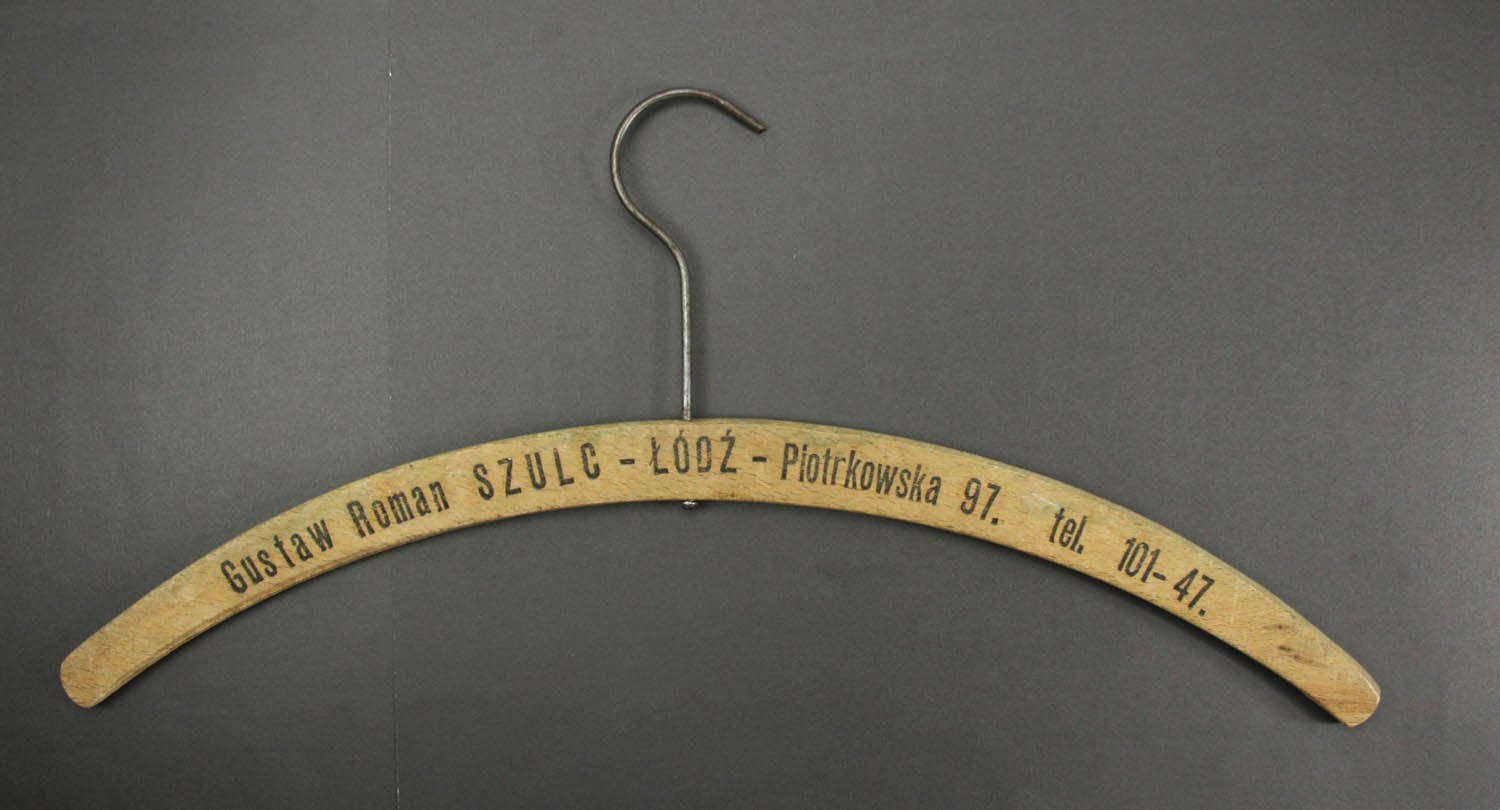 Gustaw Roman SZULC - ŁÓDŹ - Piotrkowska 97. tel. 101-47.